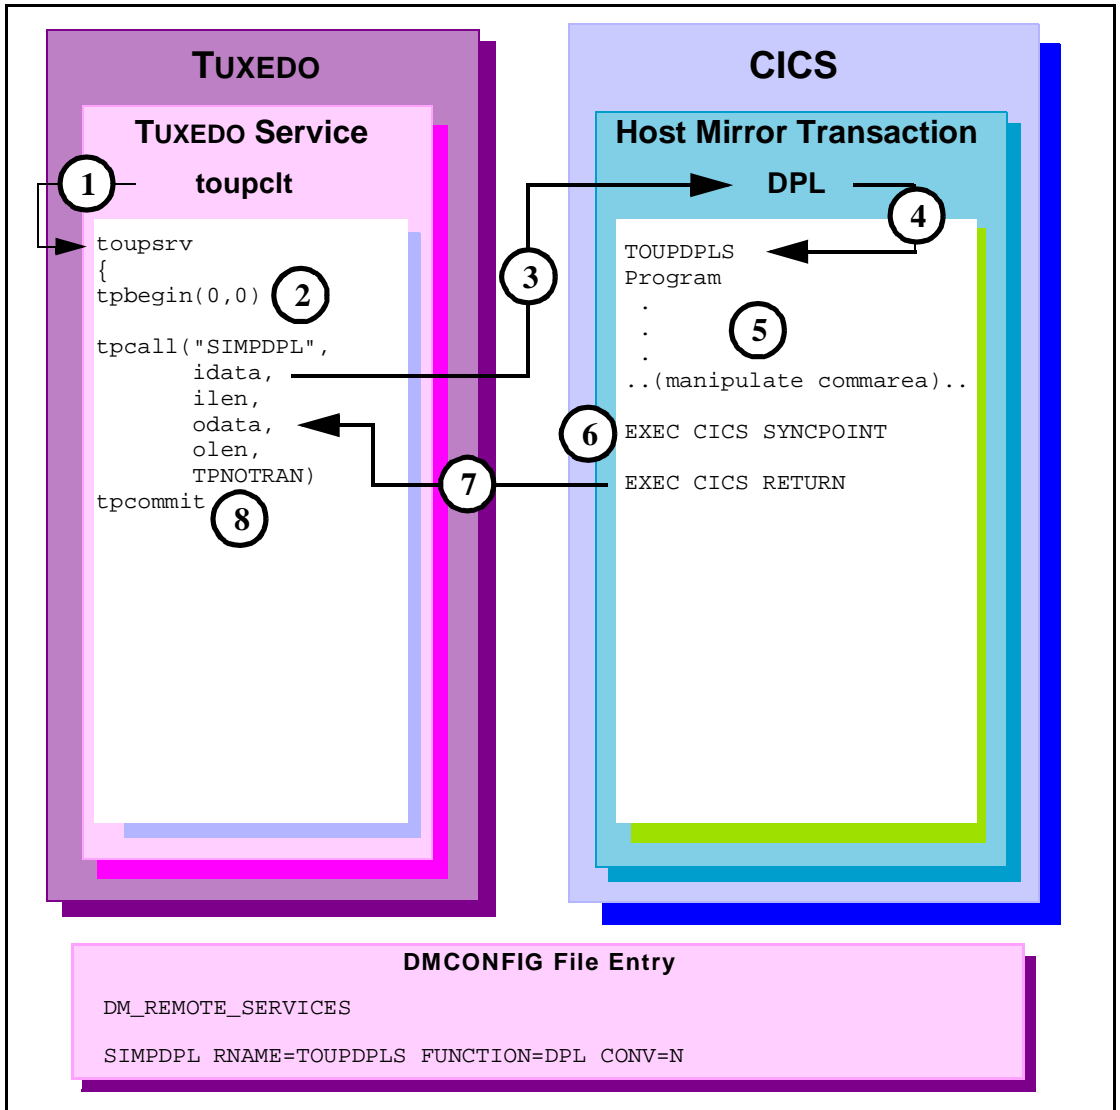 TUXEDO
TUXEDO Service
toupclt
1
toupsrv
{
tpbegin(0,0)
2
tpcall("SIMPDPL",
idata,
ilen,
odata,
olen,
TPNOTRAN)
tpcommit
8
3
7
CICS
Host Mirror Transaction
DPL
4
TOUPDPLS
Program
.
.
.
5
..(manipulate commarea)..
6
EXEC CICS SYNCPOINT
EXEC CICS RETURN
DMCONFIG File Entry
DM_REMOTE_SERVICES
SIMPDPL RNAME=TOUPDPLS FUNCTION=DPL CONV=N